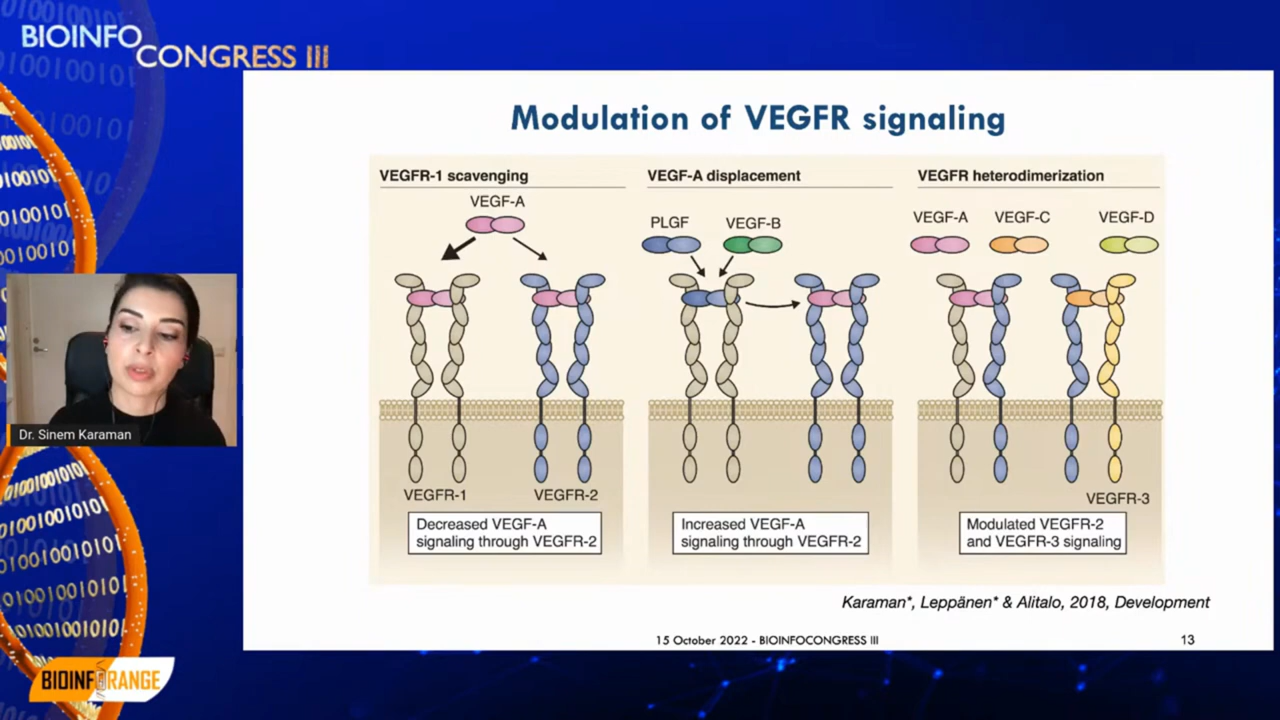 BIOINFO
CONGRESS III
Modulation of VEGFR signaling
VEGFR-1 scavenging
VEGF-A
VEGFR-1
VEGFR-2
Decreased VEGF-A
signaling through VEGFR-2
VEGF-A displacement
PLGF
VEGF-B
Increased VEGF-A
signaling through VEGFR-2
VEGFR heterodimerization
VEGF-A
VEGF-C
VEGF-D
VEGFR-3
Modulated VEGFR-2
and VEGFR-3 signaling
Karaman*, Leppänen* & Alitalo, 2018, Development
15 October 2022 - BIOINFOCONGRESS III
13
Dr. Sinem Karaman